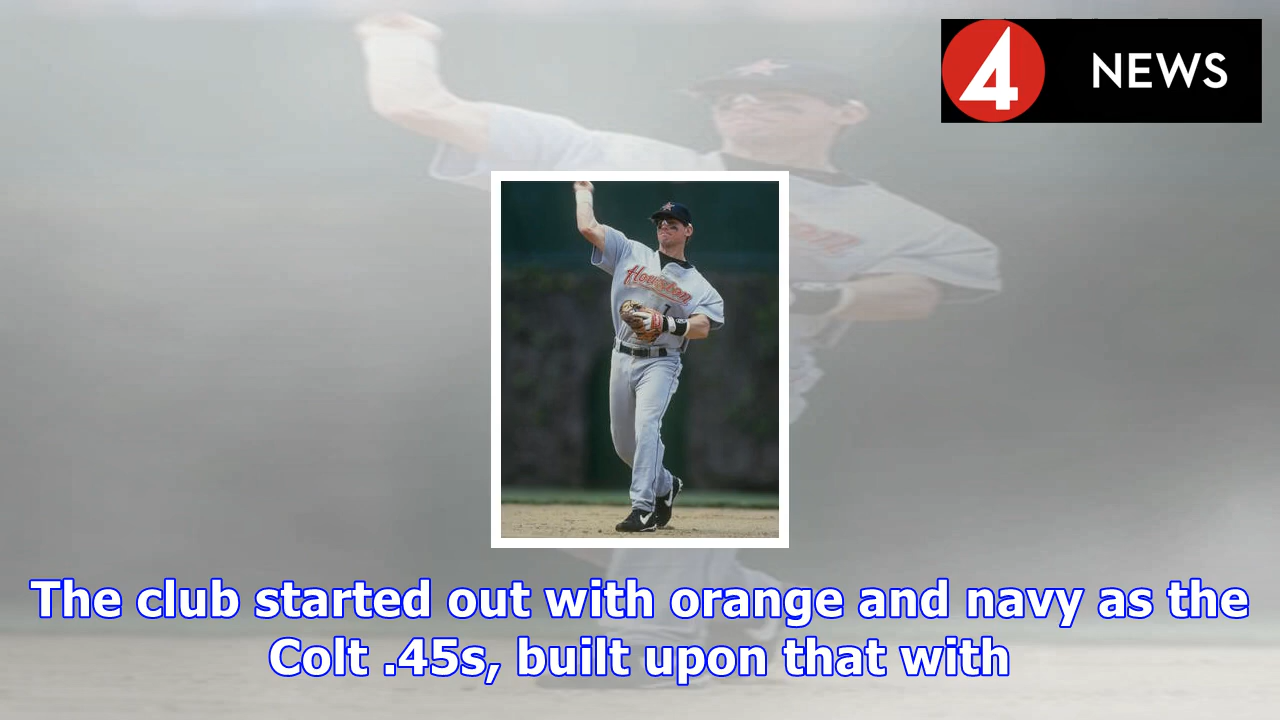 4 NEWS
Houston
7
The club started out with orange and navy as the
Colt .45s, built upon that with